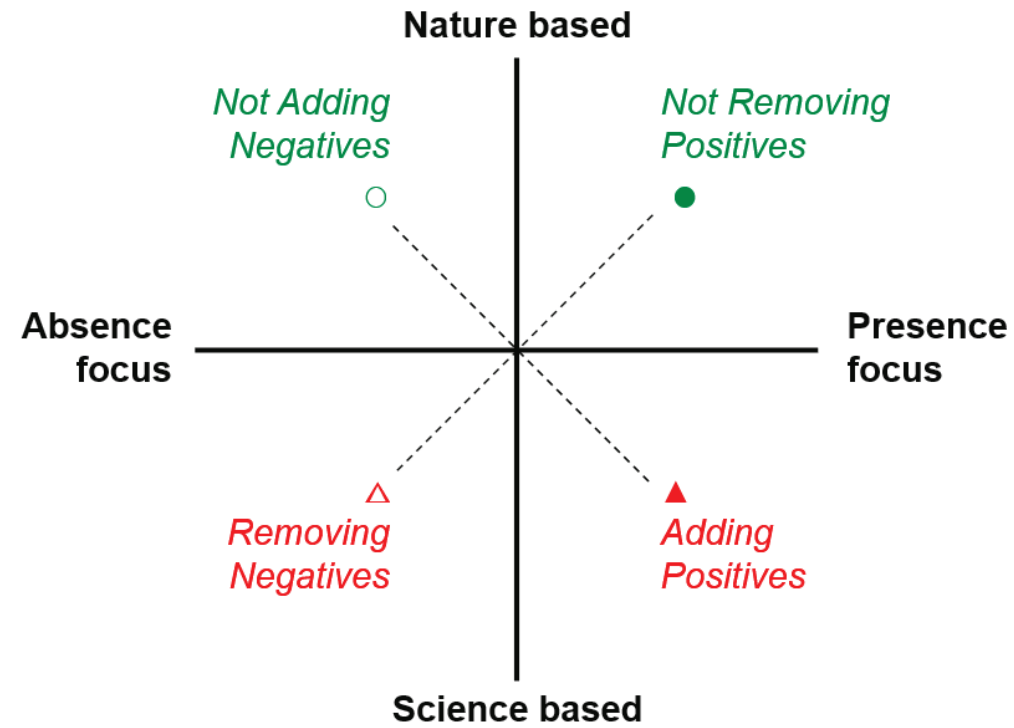 Nature based
Not Adding
Negatives
Not Removing
Positives
Absence
focus
Presence
focus
Removing
Negatives
Adding
Positives
Science based